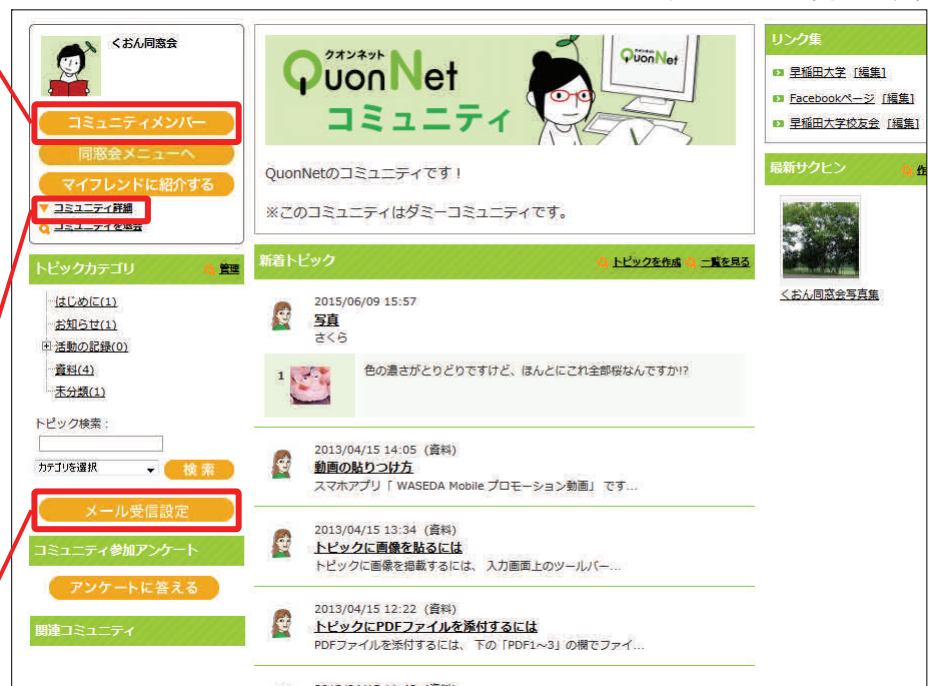 くおん同窓会
コミュニティメンバー
同窓会メニューへ
マイフレンドに紹介する
コミュニティ詳細
コミュニティを退会
トピックカテゴリ 管理
はじめに(1)
お知らせ(1)
活動の記録(0)
資料(4)
未分類(1)
トピック検索：
カテゴリを選択 検索
メール受信設定
コミュニティ参加アンケート
アンケートに答える
関連コミュニティ
クオンネット
QuonNet
コミュニティ
QuonNet
QuonNetのコミュニティです！
※このコミュニティはダミーコミュニティです。
新着トピック トピックを作成 一覧を見る
2015/06/09 15:57
写真
さくら
1 色の濃さがとりどりですけど、ほんとにこれ全部桜なんですか!?
2013/04/15 14:05 (資料)
動画の貼りつけ方
スマホアプリ「 WASEDA Mobile プロモーション動画」 です...
2013/04/15 13:34 (資料)
トピックに画像を貼るには
トピックに画像を掲載するには、 入力画面上のツールバー...
2013/04/15 12:22 (資料)
トピックにPDFファイルを添付するには
PDFファイルを添付するには、 下の「PDF1～3」の欄でファイ...
リンク集
早稲田大学 [編集]
Facebookページ [編集]
早稲田大学校友会 [編集]
最新サクヒン 作
くおん同窓会写真集